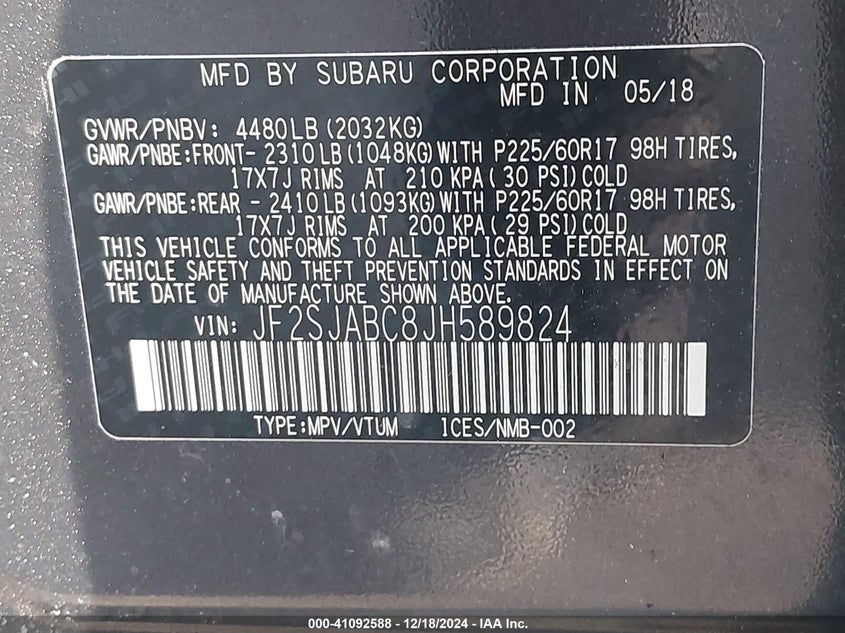 MFD BY SUBARU CORPORATION
MFD IN 05/18
GVWR/PNBV: 4480LB (2032KG)
GAWR/PNBE:FRONT- 2310 LB (1048KG) WITH P225/60R17 98H TIRES,
17X7J RIMS AT 210 KPA( 30 PSI) COLD
GAWR/PNBE:REAR - 2410 LB (1093KG) WITH P225/60R17 98H TIRES,
17X7J RIMS AT 200 KPA( 29 PSI) COLD
THIS VEHICLE CONFORMS TO ALL APPLICABLE FEDERAL MOTOR
VEHICLE SAFETY AND THEFT PREVENTION STANDARDS IN EFFECT ON
THE DATE OF MANUFACTURE SHOWN ABOVE.
VIN: JF2SJABC8JH589824
TYPE:MPV/VTUM ICES/NMB-002
000-41092588 - 12/18/2024 - IAA Inc.